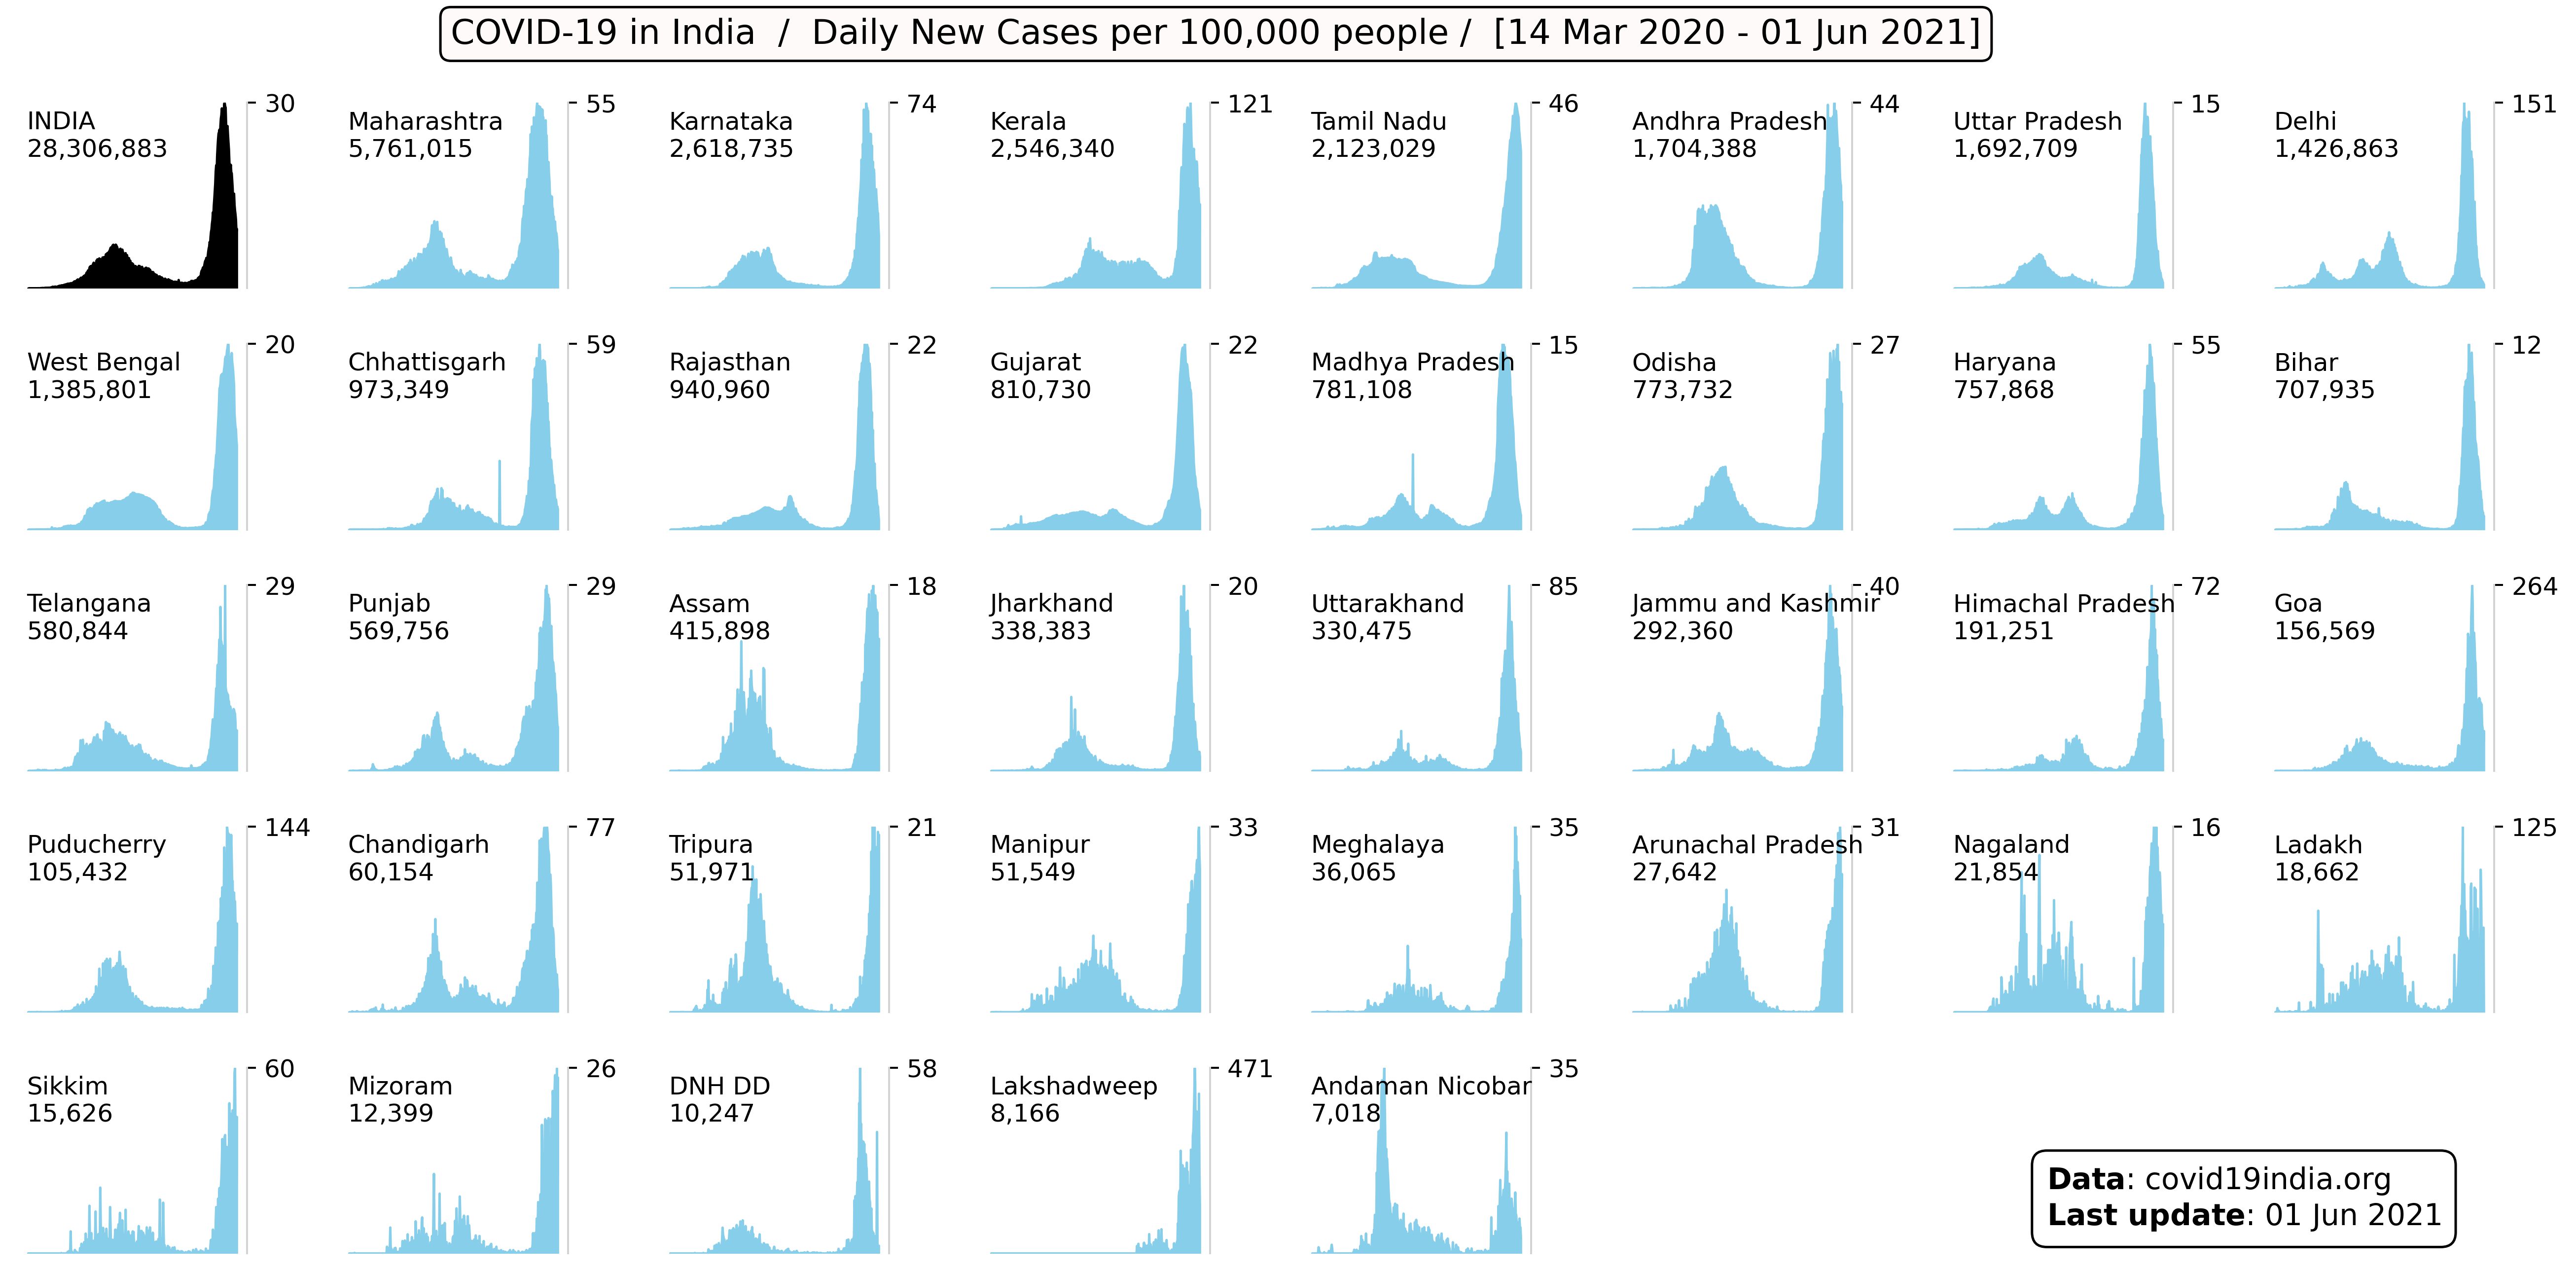 COVID-19 in India / Daily New Cases per 100,000 people / [14 Mar 2020 - 01 Jun 2021]
INDIA
28,306,883
30
Maharashtra
5,761,015
55
Karnataka
2,618,735
74
Kerala
2,546,340
121
Tamil Nadu
2,123,029
46
Andhra Pradesh
1,704,388
44
Uttar Pradesh
1,692,709
15
Delhi
1,426,863
151
West Bengal
1,385,801
20
Chhattisgarh
973,349
59
Rajasthan
940,960
22
Gujarat
810,730
22
Madhya Pradesh
781,108
15
Odisha
773,732
27
Haryana
757,868
55
Bihar
707,935
12
Telangana
580,844
29
Punjab
569,756
29
Assam
415,898
18
Jharkhand
338,383
20
Uttarakhand
330,475
85
Jammu and Kashmir
292,360
40
Himachal Pradesh
191,251
72
Goa
156,569
264
Puducherry
105,432
144
Chandigarh
60,154
77
Tripura
51,971
21
Manipur
51,549
33
Meghalaya
36,065
35
Arunachal Pradesh
27,642
31
Nagaland
21,854
16
Ladakh
18,662
125
Sikkim
15,626
60
Mizoram
12,399
26
DNH DD
10,247
58
Lakshadweep
8,166
471
Andaman Nicobar
7,018
35
Data: covid19india.org
Last update: 01 Jun 2021